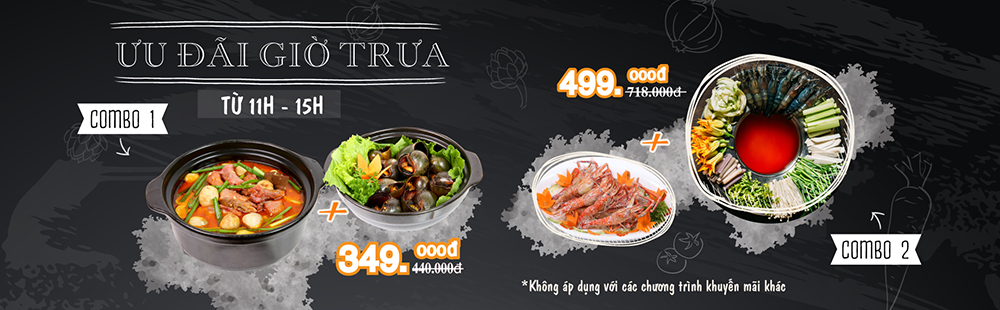 ƯU ĐÃI GIỜ TRƯA
TỪ 11H - 15H
COMBO 1
349.000đ
440.000đ
499.000đ
718.000đ
COMBO 2
*Không áp dụng với các chương trình khuyến mãi khác